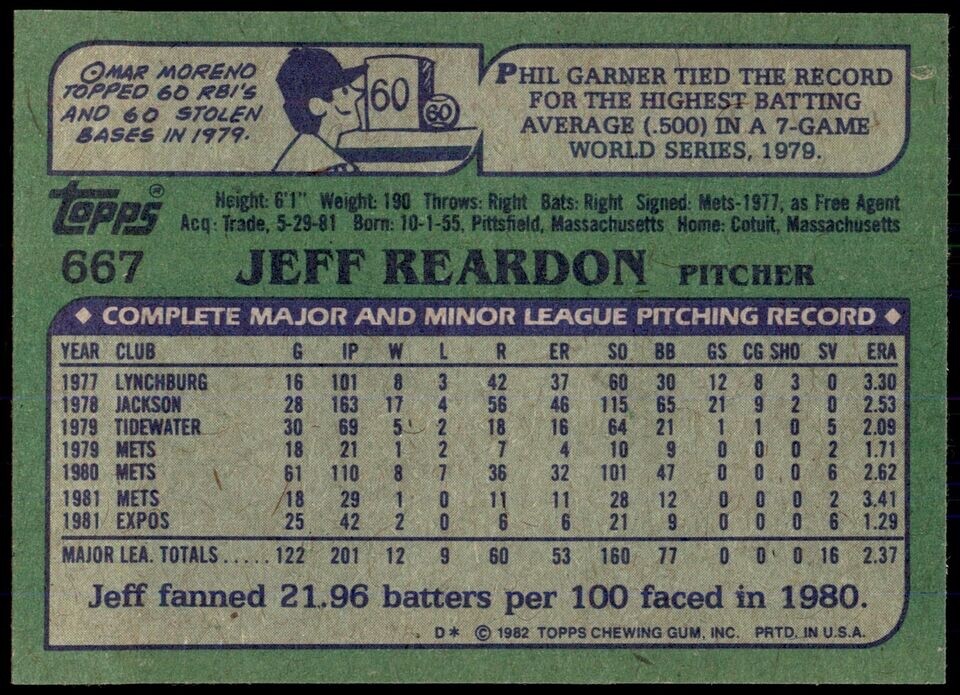 OMAR MORENO
TOPPED 60 RBI'S
AND 60 STOLEN
BASES IN 1979.
60
60
PHIL GARNER TIED THE RECORD
FOR THE HIGHEST BATTING
AVERAGE (.500) IN A 7-GAME
WORLD SERIES, 1979.
TOPPS®
Height: 6'1" Weight: 190 Throws: Right Bats: Right Signed: Mets-1977, as Free Agent
Acq: Trade, 5-29-81 Born: 10-1-55, Pittsfield, Massachusetts Home: Cotuit, Massachusetts
667 JEFF REARDON PITCHER
◆ COMPLETE MAJOR AND MINOR LEAGUE PITCHING RECORD ◆
YEAR CLUB G IP W L R ER SO BB GS CG SHO SV ERA
1977 LYNCHBURG 16 101 8 3 42 37 60 30 12 8 3 0 3.30
1978 JACKSON 28 163 17 4 56 46 115 65 21 9 2 0 2.53
1979 TIDEWATER 30 69 5 2 18 16 64 21 1 1 0 5 2.09
1979 METS 18 21 1 2 7 4 10 9 0 0 0 2 1.71
1980 METS 61 110 8 7 36 32 101 47 0 0 0 6 2.62
1981 METS 18 29 1 0 11 11 28 12 0 0 0 2 3.41
1981 EXPOS 25 42 2 0 6 6 21 9 0 0 0 6 1.29
MAJOR LEA. TOTALS ..... 122 201 12 9 60 53 160 77 0 0 0 16 2.37
Jeff fanned 21.96 batters per 100 faced in 1980.
D* © 1982 TOPPS CHEWING GUM, INC. PRTD. IN U.S.A.